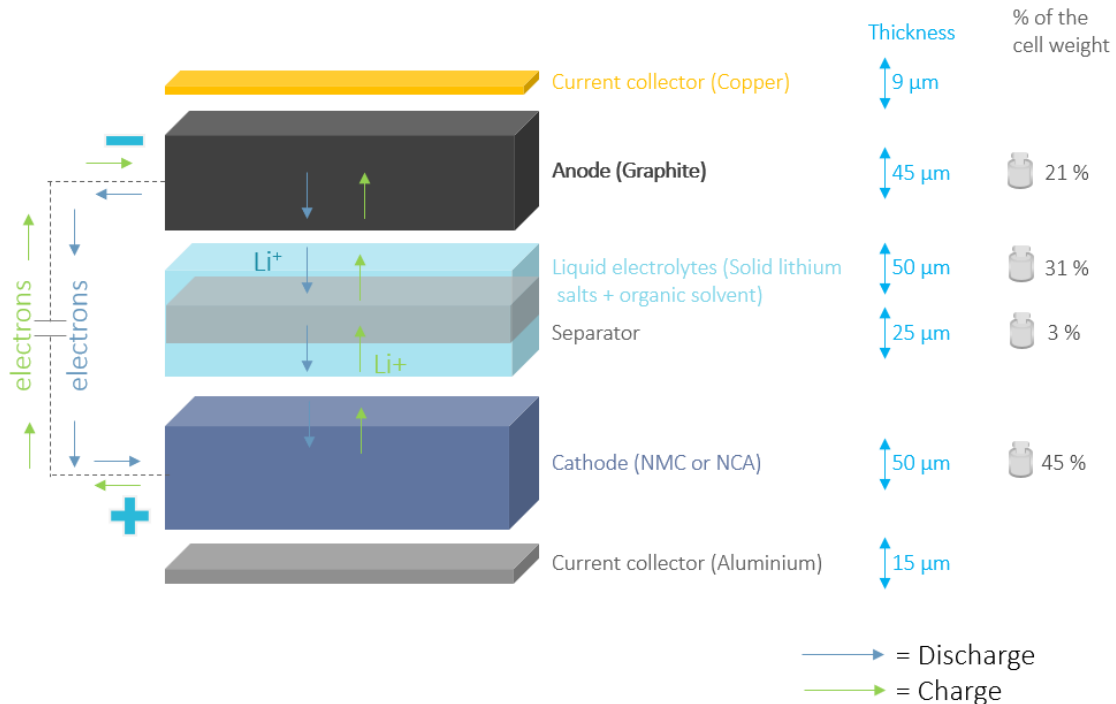 Thickness
% of the
cell weight
Current collector (Copper)
9 µm
Anode (Graphite)
45 µm
21 %
Li⁺
Liquid electrolytes (Solid lithium
salts + organic solvent)
50 µm
31 %
Separator
25 µm
3 %
Li+
electrons
electrons
Cathode (NMC or NCA)
50 µm
45 %
Current collector (Aluminium)
15 µm
= Discharge
= Charge